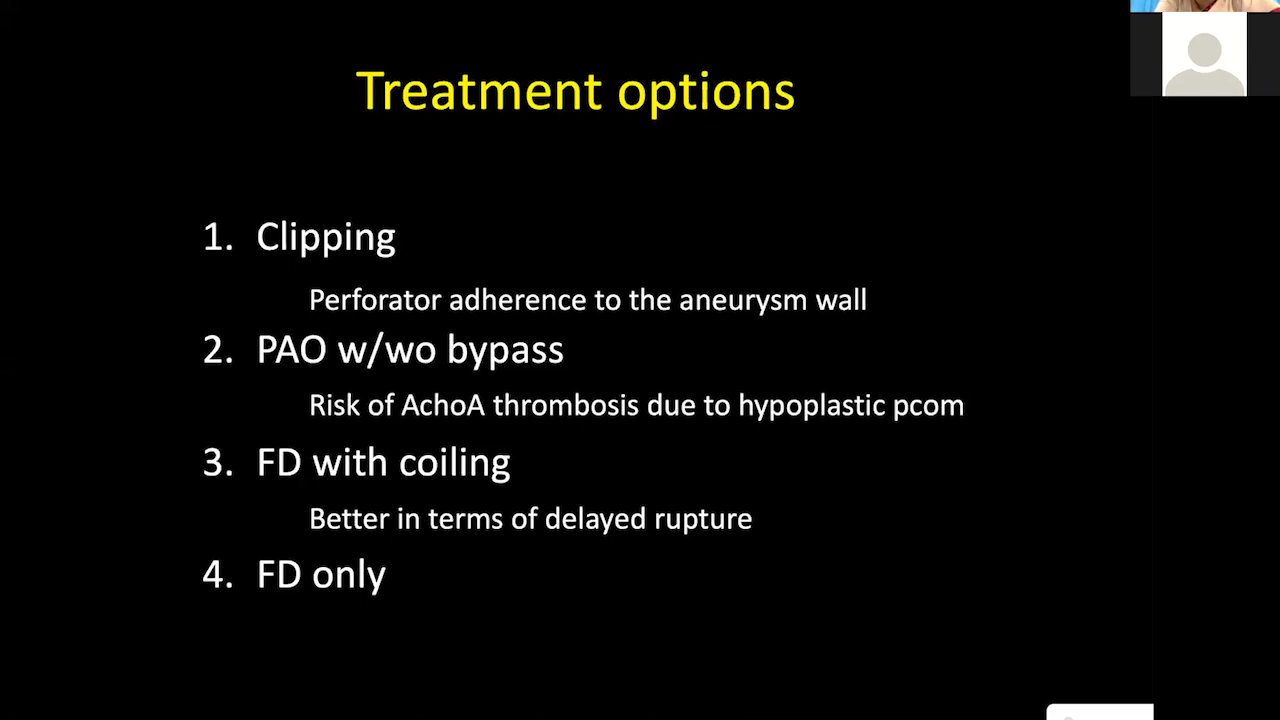 Treatment options
1. Clipping
Perforator adherence to the aneurysm wall
2. PAO w/wo bypass
Risk of AchoA thrombosis due to hypoplastic pcom
3. FD with coiling
Better in terms of delayed rupture
4. FD only